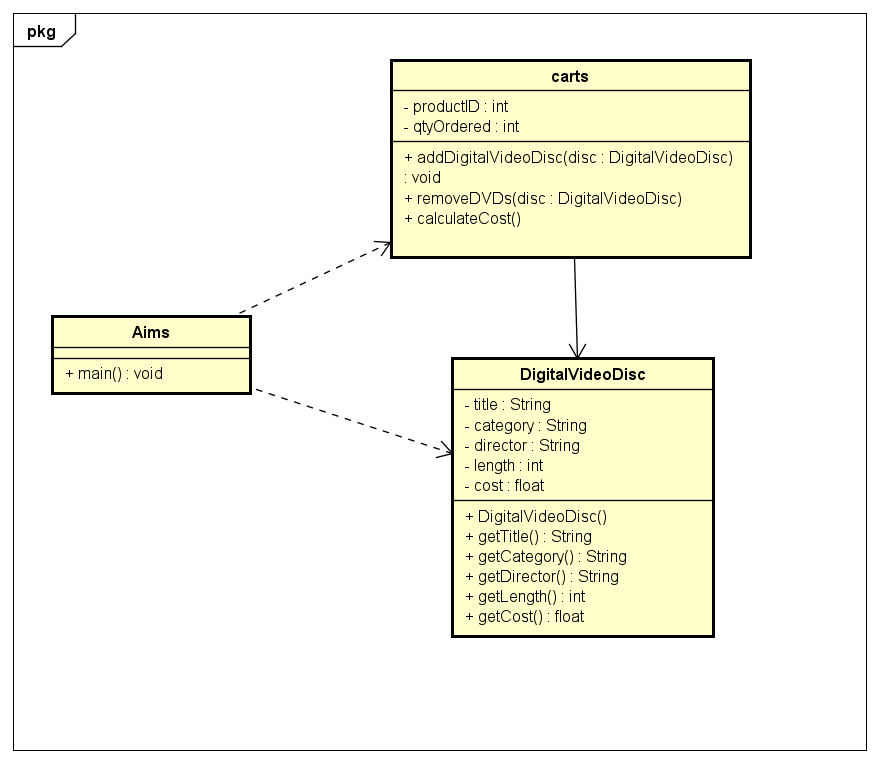 pkg
carts
- productID : int
- qtyOrdered : int
+ addDigitalVideoDisc(disc : DigitalVideoDisc)
: void
+ removeDVDs(disc : DigitalVideoDisc)
+ calculateCost()
Aims
+ main() : void
DigitalVideoDisc
- title : String
- category : String
- director : String
- length : int
- cost : float
+ DigitalVideoDisc()
+ getTitle() : String
+ getCategory() : String
+ getDirector() : String
+ getLength() : int
+ getCost() : float